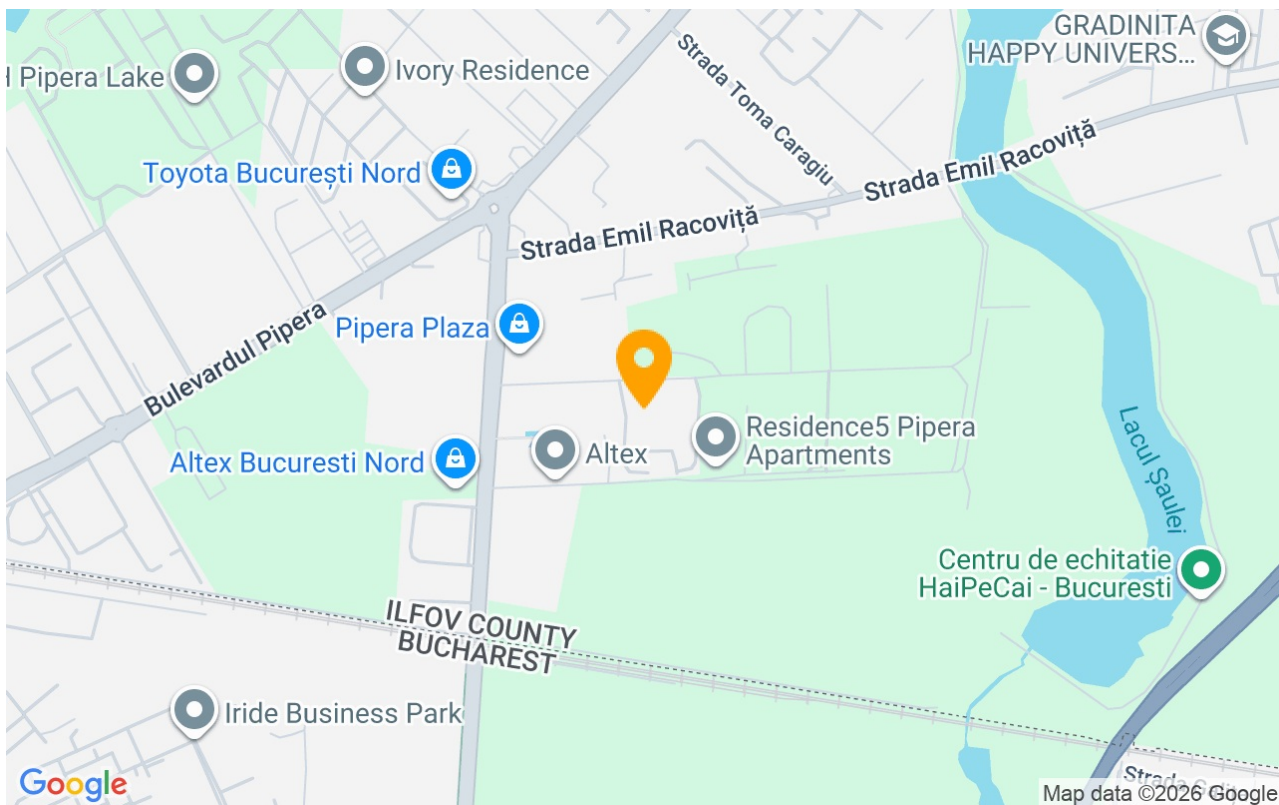 GRADINITA
HAPPY UNIVERS...
Pipera Lake
Ivory Residence
Strada Toma Caragiu
Toyota București Nord
Strada Emil Racoviță
Strada Emil Racoviță
Bulevardul Pipera
Pipera Plaza
Residence5 Pipera
Apartments
Altex Bucuresti Nord
Altex
Lacul Șaulei
Centru de echitatie
HaiPeCai - Bucuresti
ILFOV COUNTY
BUCHAREST
Iride Business Park
Google
Strada
Map data ©2026 Google